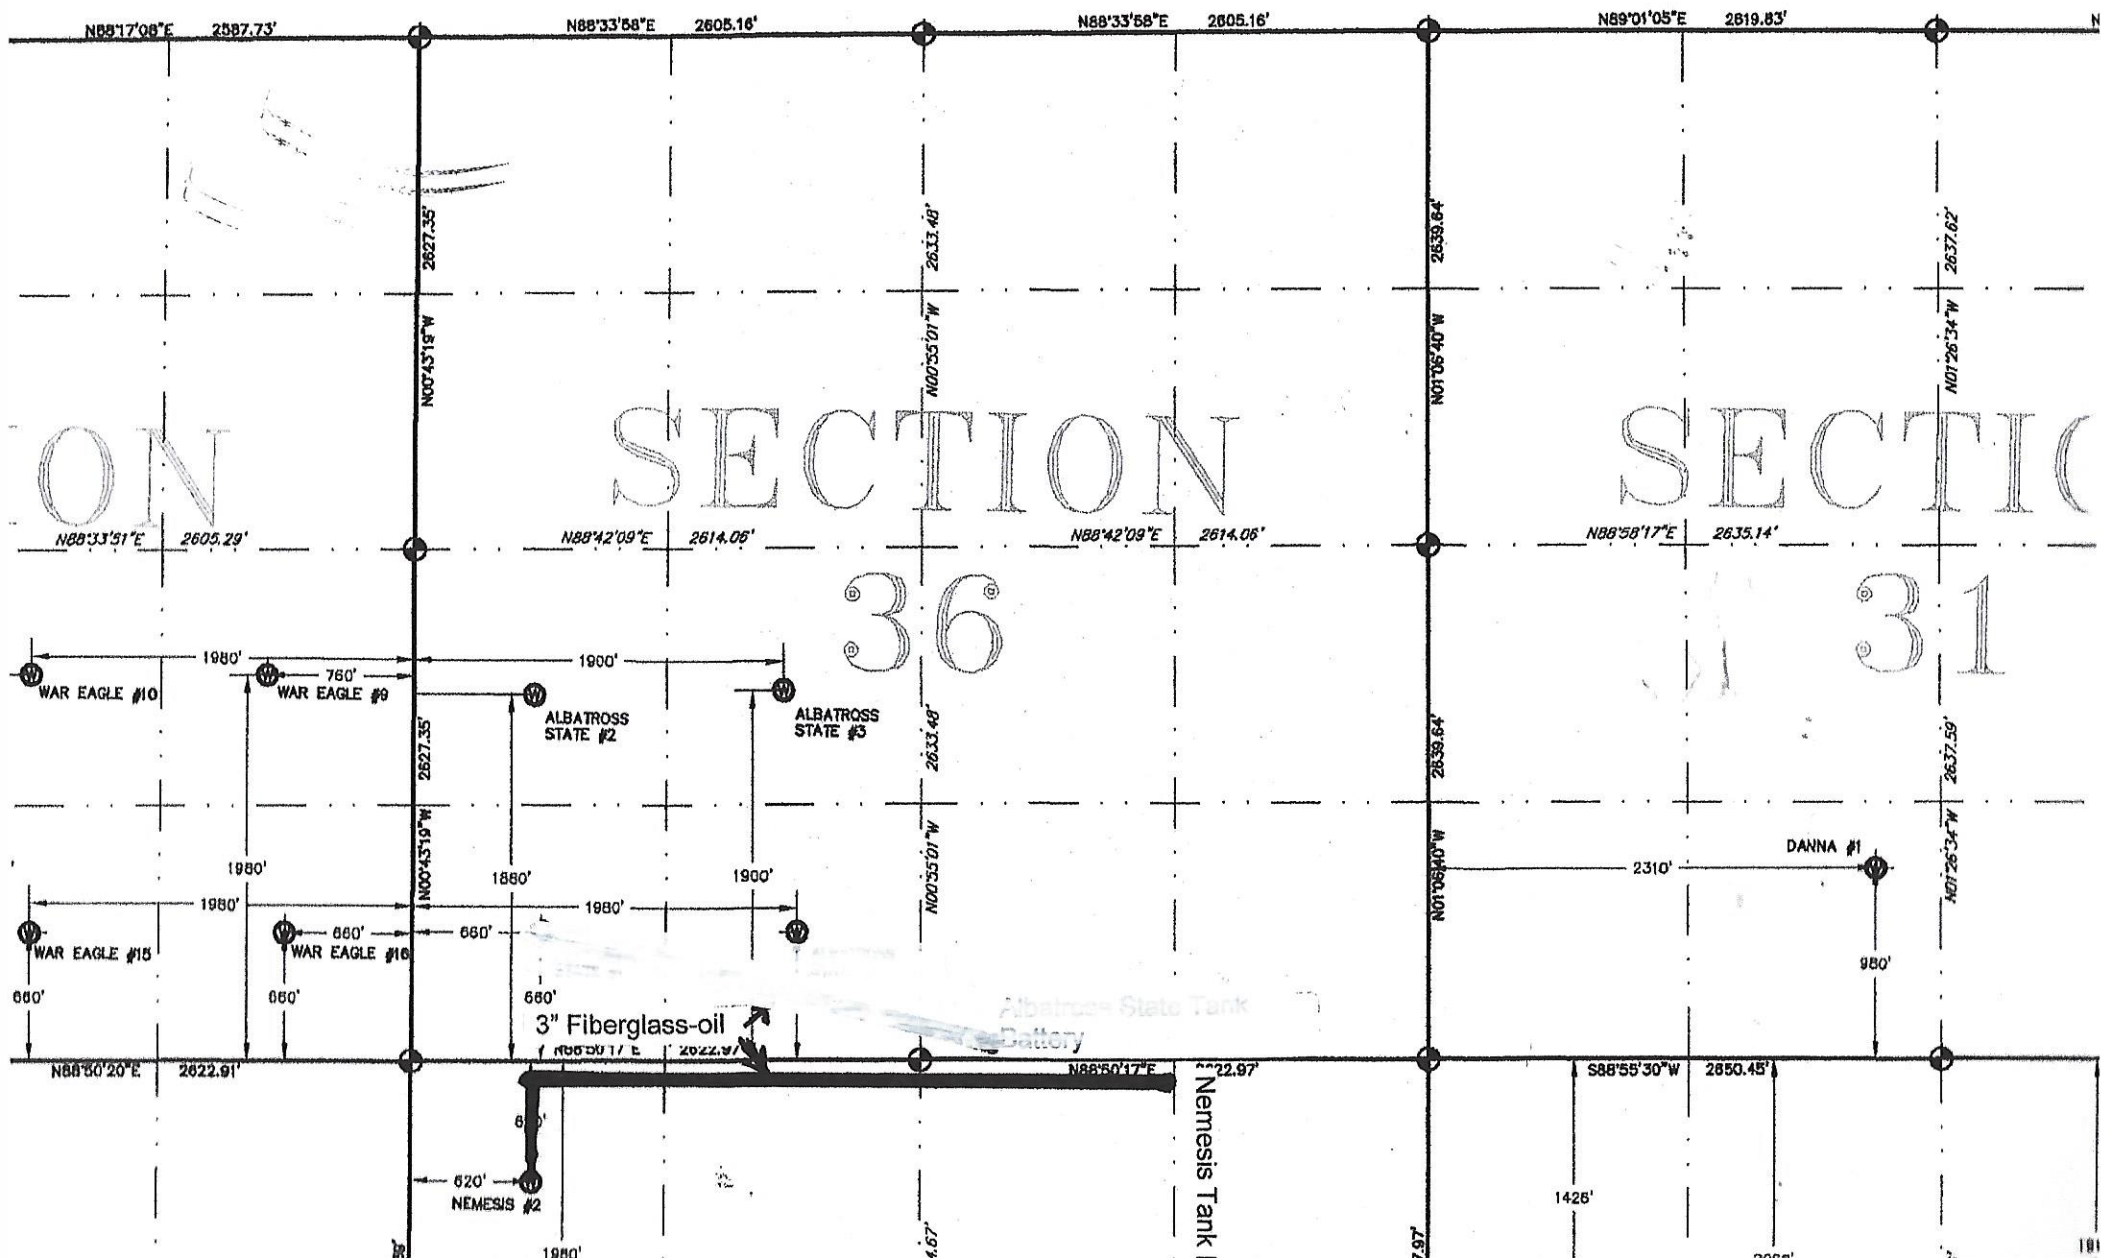 N88°17'08"E 2587.73'
N88°33'58"E 2605.16'
N88°33'58"E 2605.16'
N89°01'05"E 2619.83'
N
2627.35'
2633.48'
2639.64'
2637.62'
N00°43'19"W
N00°55'01"W
N01°06'40"W
N01°26'34"W
ON
SECTION
SECTIO
N88°33'51"E 2605.29'
N88°42'09"E 2614.06'
N88°42'09"E 2614.06'
N88°58'17"E 2635.14'
36
31
1980'
1900'
760'
WAR EAGLE #10
WAR EAGLE #9
ALBATROSS
STATE #2
ALBATROSS
STATE #3
2627.35'
2633.48'
2639.64'
2637.59'
N00°43'19"W
N00°55'01"W
N01°06'40"W
N01°26'34"W
DANNA #1
1980'
1880'
1900'
2310'
1980'
1980'
660'
660'
WAR EAGLE #15
WAR EAGLE #16
980'
660'
660'
660'
Albatross State Tank
Battery
3" Fiberglass-oil
N88°50'17"E 2622.97'
N88°50'20"E 2622.91'
N88°50'17"E 2622.97'
S88°55'30"W 2650.45'
Nemesis Tank
620'
NEMESIS #2
1426'
1980'